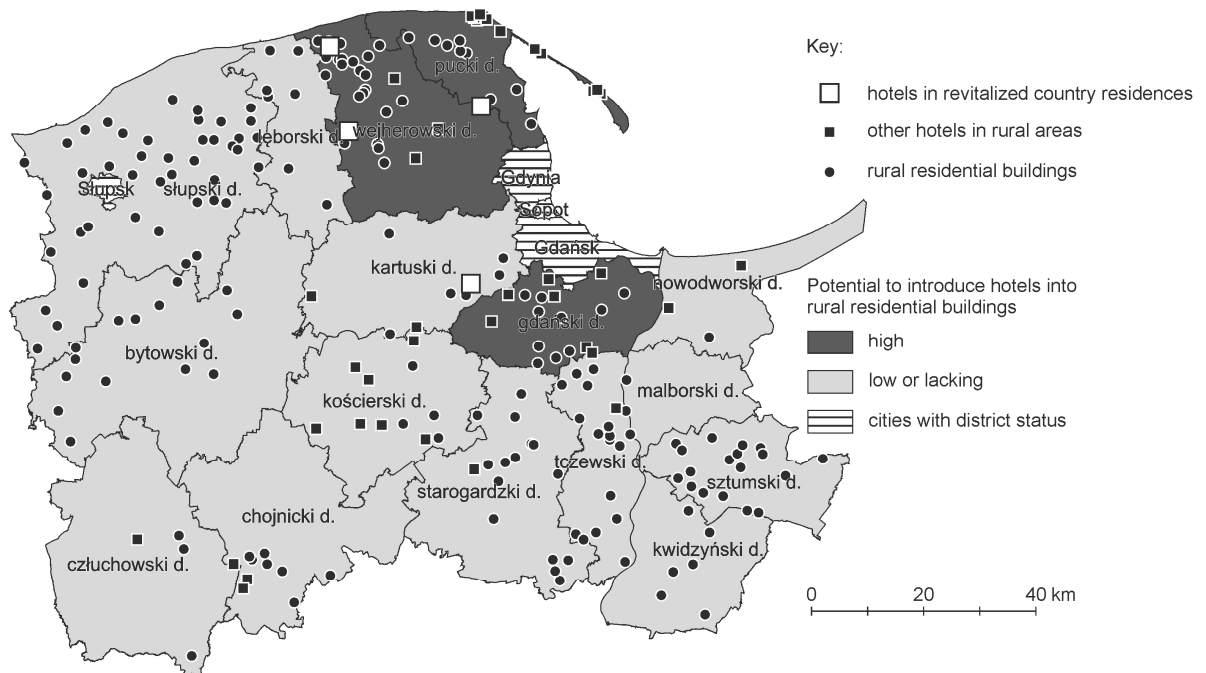 Key:
hotels in revitalized country residences
other hotels in rural areas
rural residential buildings
Potential to introduce hotels into
rural residential buildings
high
low or lacking
cities with district status
0 20 40 km
pucki d.
lęborski d.
wejherowski d.
Gdynia
Słupsk
słupski d.
Sopot
Gdańsk
kartuski d.
nowodworski d.
gdański d.
bytowski d.
malborski d.
kościerski d.
tczewski d.
sztumski d.
starogardzki d.
chojnicki d.
kwidzyński d.
człuchowski d.